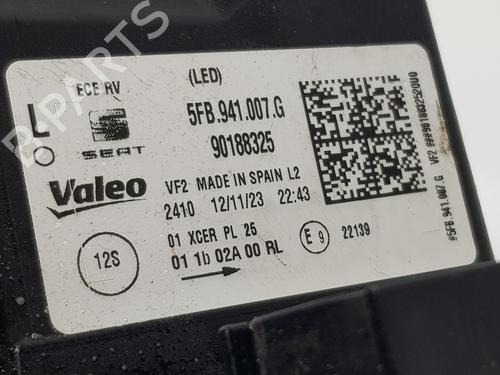 ECE RV
(LED)
L
5FB.941.007.G
SEAT
90188325
Valeo
VF2 MADE IN SPAIN L2
2410 12/11/23 22:43
12S
01 XCER PL 25
01 1b 02A 00 RL
E 9
22139
B-PARTS